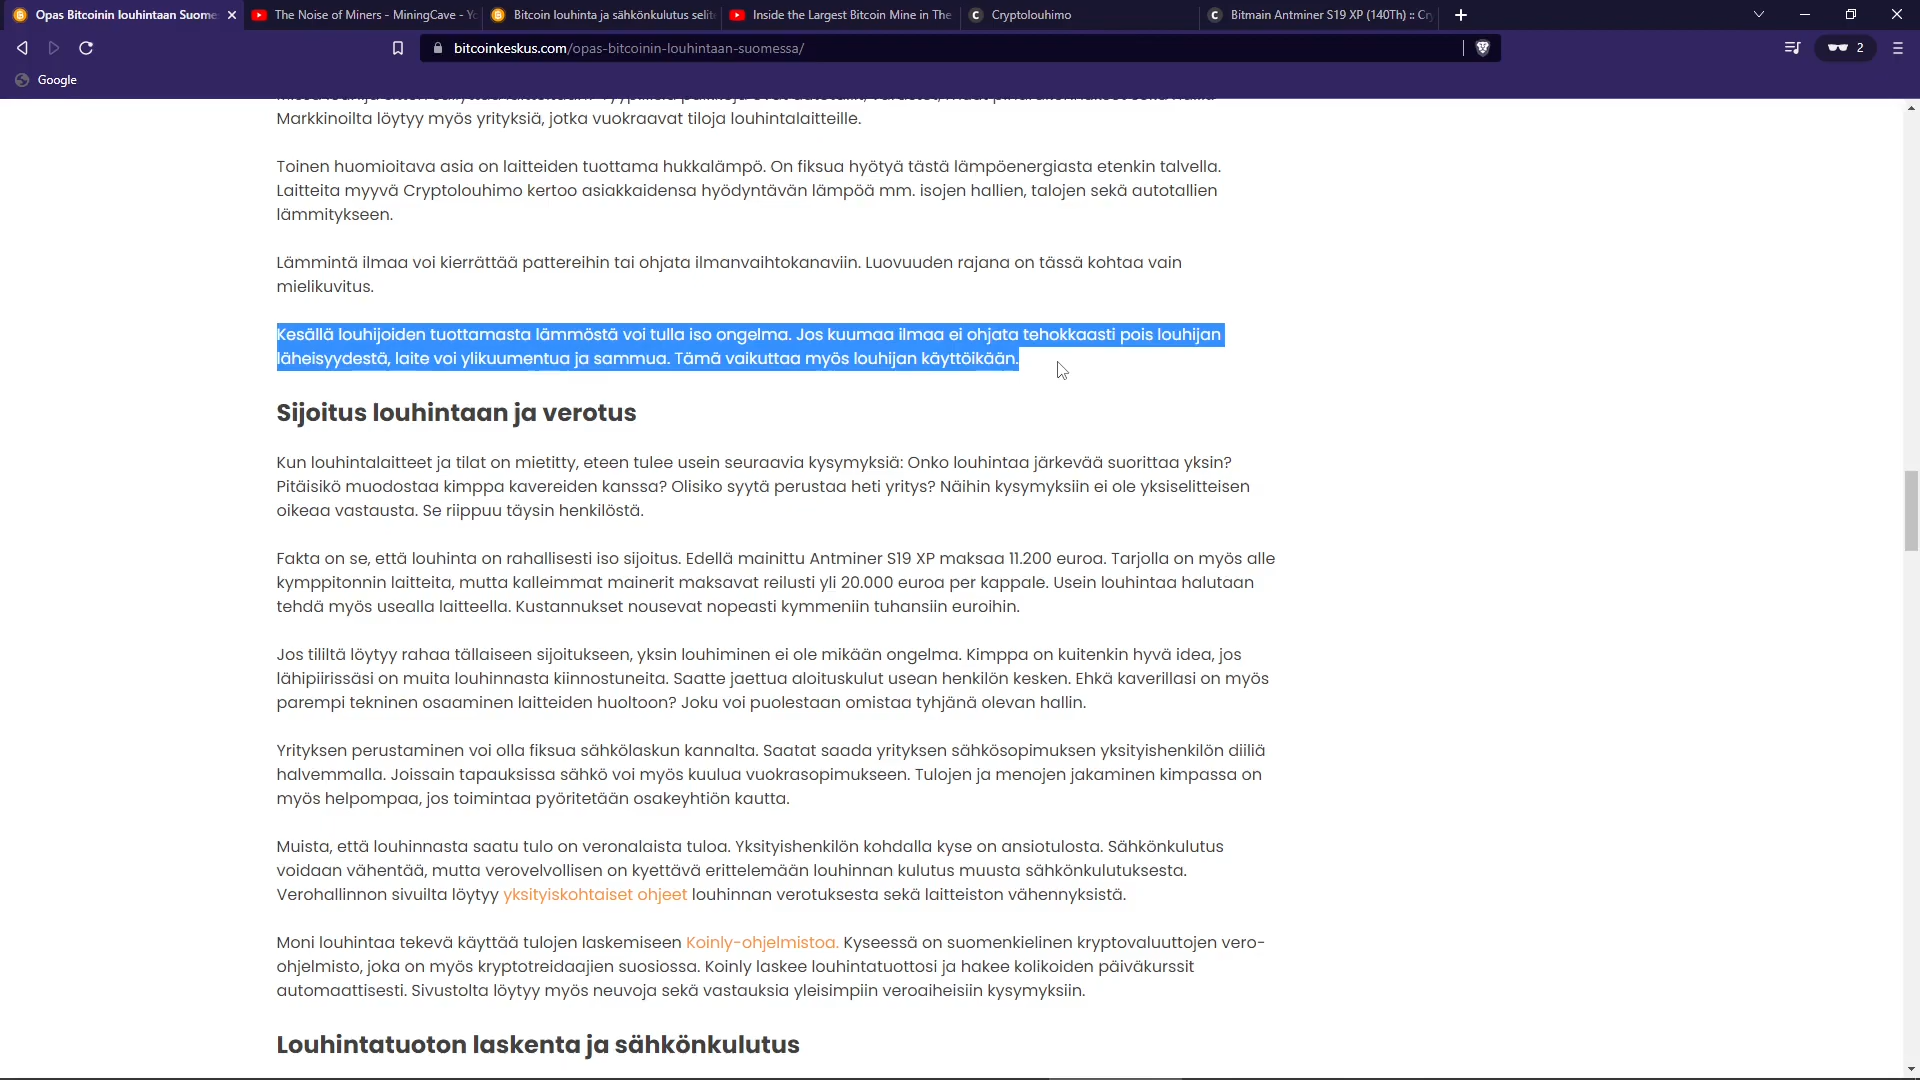 Opas Bitcoinin louhintaan Suome
The Noise of Miners - MiningCave - Y
Bitcoin louhinta ja sähkönkulutus selit
Inside the Largest Bitcoin Mine in The
Cryptolouhimo
Bitmain Antminer S19 XP (140Th) :: Cr
bitcoinkeskus.com/opas-bitcoinin-louhintaan-suomessa/
2
Google
Markkinoilta löytyy myös yrityksiä, jotka vuokraavat tiloja louhintalaitteille.
Toinen huomioitava asia on laitteiden tuottama hukkalämpö. On fiksua hyötyä tästä lämpöenergiasta etenkin talvella.
Laitteita myyvä Cryptolouhimo kertoo asiakkaidensa hyödyntävän lämpöä mm. isojen hallien, talojen sekä autotallien
lämmitykseen.
Lämmintä ilmaa voi kierrättää pattereihin tai ohjata ilmanvaihtokanaviin. Luovuuden rajana on tässä kohtaa vain
mielikuvitus.
Kesällä louhijoiden tuottamasta lämmöstä voi tulla iso ongelma. Jos kuumaa ilmaa ei ohjata tehokkaasti pois louhijan
läheisyydestä, laite voi ylikuumentua ja sammua. Tämä vaikuttaa myös louhijan käyttöikään.
Sijoitus louhintaan ja verotus
Kun louhintalaitteet ja tilat on mietitty, eteen tulee usein seuraavia kysymyksiä: Onko louhintaa järkevää suorittaa yksin?
Pitäisikö muodostaa kimppa kavereiden kanssa? Olisiko syytä perustaa heti yritys? Näihin kysymyksiin ei ole yksiselitteisen
oikeaa vastausta. Se riippuu täysin henkilöstä.
Fakta on se, että louhinta on rahallisesti iso sijoitus. Edellä mainittu Antminer S19 XP maksaa 11.200 euroa. Tarjolla on myös alle
kymppitonnin laitteita, mutta kalleimmat mainerit maksavat reilusti yli 20.000 euroa per kappale. Usein louhintaa halutaan
tehdä myös usealla laitteella. Kustannukset nousevat nopeasti kymmeniin tuhansiin euroihin.
Jos tililtä löytyy rahaa tällaiseen sijoitukseen, yksin louhiminen ei ole mikään ongelma. Kimppa on kuitenkin hyvä idea, jos
lähipiirissäsi on muita louhinnasta kiinnostuneita. Saatte jaettua aloituskulut usean henkilön kesken. Ehkä kaverillasi on myös
parempi tekninen osaaminen laitteiden huoltoon? Joku voi puolestaan omistaa tyhjänä olevan hallin.
Yrityksen perustaminen voi olla fiksua sähkölaskun kannalta. Saatat saada yrityksen sähkösopimuksen yksityishenkilön diiliä
halvemmalla. Joissain tapauksissa sähkö voi myös kuulua vuokrasopimukseen. Tulojen ja menojen jakaminen kimpassa on
myös helpompaa, jos toimintaa pyöritetään osakeyhtiön kautta.
Muista, että louhinnasta saatu tulo on veronalaista tuloa. Yksityishenkilön kohdalla kyse on ansiotulosta. Sähkönkulutus
voidaan vähentää, mutta verovelvollisen on kyettävä erittelemään louhinnan kulutus muusta sähkönkulutuksesta.
Verohallinnon sivuilta löytyy yksityiskohtaiset ohjeet louhinnan verotuksesta sekä laitteiston vähennyksistä.
Moni louhintaa tekevä käyttää tulojen laskemiseen Koinly-ohjelmistoa. Kyseessä on suomenkielinen kryptovaluuttojen vero-
ohjelmisto, joka on myös kryptotreidaajien suosiossa. Koinly laskee louhintatuottosi ja hakee kolikoiden päiväkurssit
automaattisesti. Sivustolta löytyy myös neuvoja sekä vastauksia yleisimpiin veroaiheisiin kysymyksiin.
Louhintatuoton laskenta ja sähkönkulutus